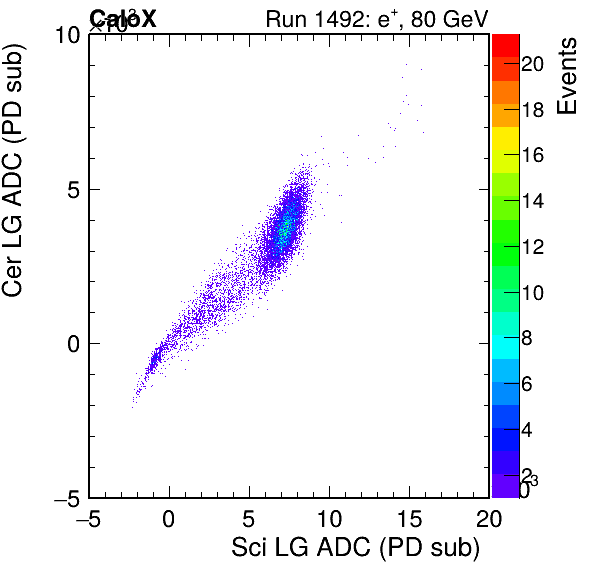 CaloX
×10³
Run 1492: e⁺, 80 GeV
Cer LG ADC (PD sub)
10
5
0
−5
−5 0 5 10 15 20
Sci LG ADC (PD sub)
Events
20
18
16
14
12
10
8
6
4
2
0